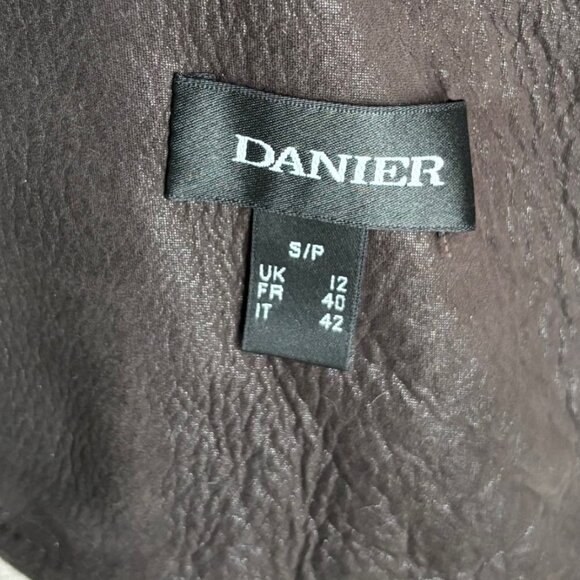 DANIER
S/P
UK 12
FR 40
IT 42